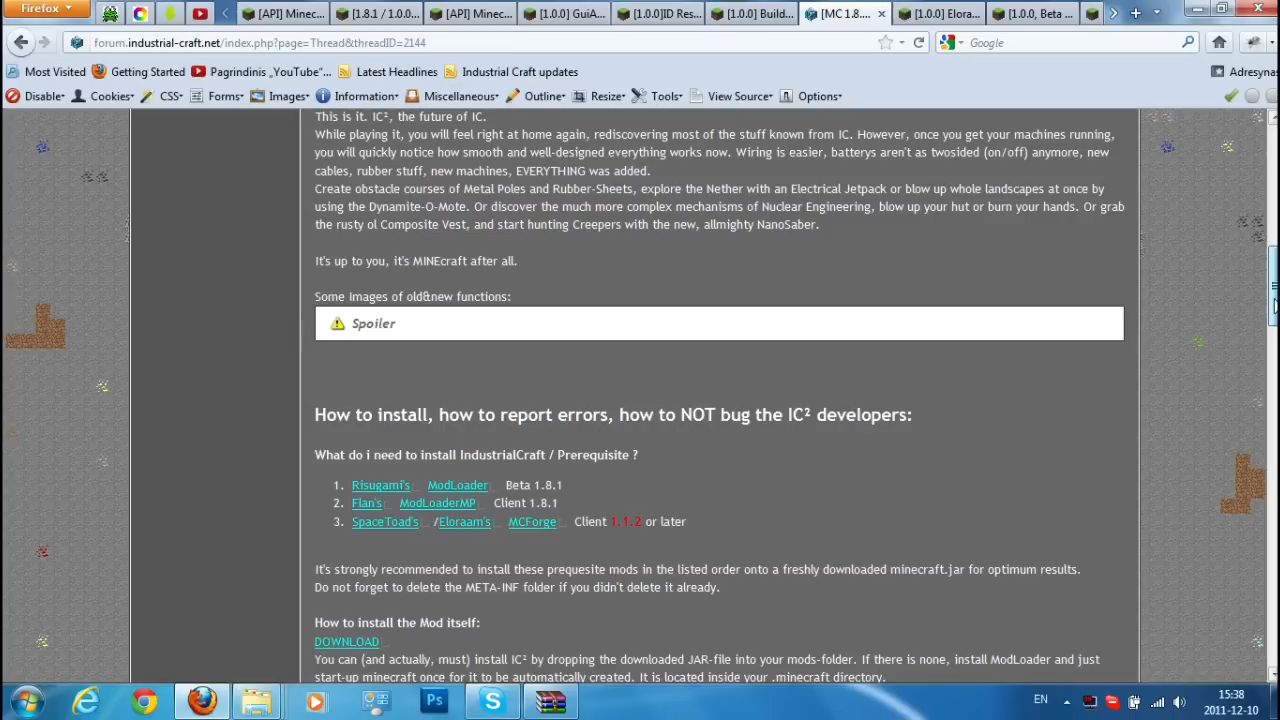 Firefox
[API] Minec...
[1.8.1 / 1.0.0...
[API] Minec...
[1.0.0] GuiA...
[1.0.0]ID Res...
[1.0.0] Build...
[MC 1.8....
[1.0.0] Elora...
[1.0.0, Beta ...
forum.industrial-craft.net/index.php?page=Thread&threadID=2144
Google
Most Visited
Getting Started
Pagrindinis „YouTube“...
Latest Headlines
Industrial Craft updates
Adresynas
Disable
Cookies
CSS
Forms
Images
Information
Miscellaneous
Outline
Resize
Tools
View Source
Options
This is it. IC², the future of IC.
While playing it, you will feel right at home again, rediscovering most of the stuff known from IC. However, once you get your machines running,
you will quickly notice how smooth and well-designed everything works now. Wiring is easier, batterys aren't as twosided (on/off) anymore, new
cables, rubber stuff, new machines, EVERYTHING was added.
Create obstacle courses of Metal Poles and Rubber-Sheets, explore the Nether with an Electrical Jetpack or blow up whole landscapes at once by
using the Dynamite-O-Mote. Or discover the much more complex mechanisms of Nuclear Engineering, blow up your hut or burn your hands. Or grab
the rusty ol Composite Vest, and start hunting Creepers with the new, allmighty NanoSaber.
It's up to you, it's MINEcraft after all.
Some Images of old&new functions:
Spoiler
How to install, how to report errors, how to NOT bug the IC² developers:
What do i need to install IndustrialCraft / Prerequisite ?
1. Risugami's ModLoader Beta 1.8.1
2. Flan's ModLoaderMP Client 1.8.1
3. SpaceToad's /Eloraam's MCForge Client 1.1.2 or later
It's strongly recommended to install these prequesite mods in the listed order onto a freshly downloaded minecraft.jar for optimum results.
Do not forget to delete the META-INF folder if you didn't delete it already.
How to install the Mod itself:
DOWNLOAD
You can (and actually, must) install IC² by dropping the downloaded JAR-file into your mods-folder. If there is none, install ModLoader and just
start-up minecraft once for it to be automatically created. It is located inside your .minecraft directory.
Ps
EN
15:38
2011-12-10